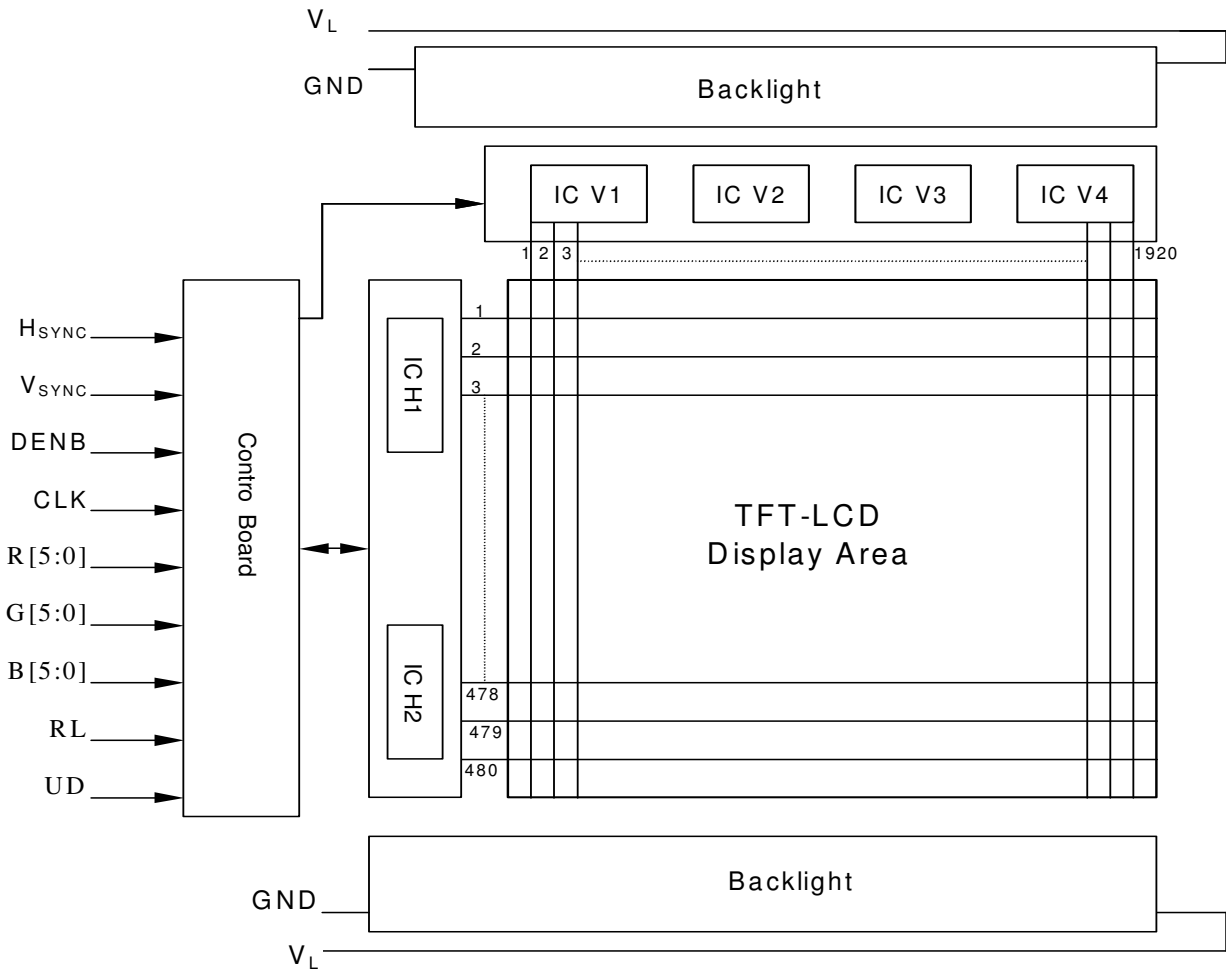 VL
GND
Backlight
IC V1
IC V2
IC V3
IC V4
1 2 3
1920
HSYNC
VSYNC
DENB
CLK
R[5:0]
G[5:0]
B[5:0]
RL
UD
Contro Board
IC H1
IC H2
1
2
3
478
479
480
TFT-LCD
Display Area
Backlight
GND
VL